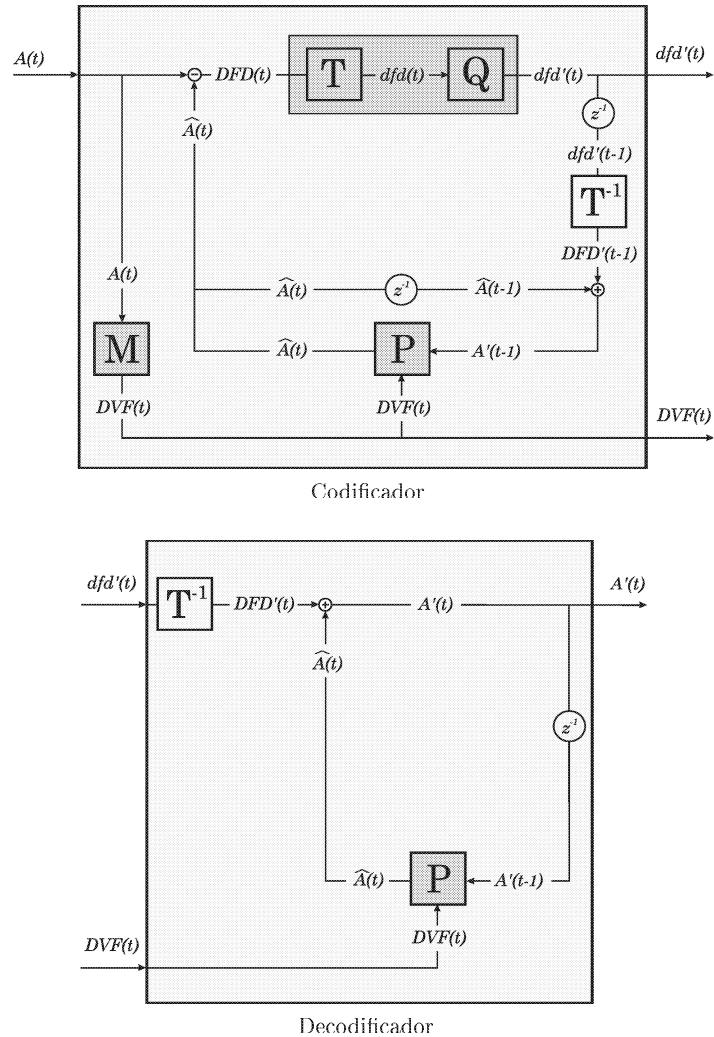 A(t)
DFD(t)
T
dfd(t)
Q
dfd'(t)
dfd'(t)
z⁻¹
Â(t)
dfd'(t-1)
T⁻¹
DFD'(t-1)
A(t)
Â(t)
z⁻¹
Â(t-1)
M
Â(t)
P
A'(t-1)
DVF(t)
DVF(t)
DVF(t)
Codificador
dfd'(t)
T⁻¹
DFD'(t)
A'(t)
A'(t)
Â(t)
z⁻¹
Â(t)
P
A'(t-1)
DVF(t)
DVF(t)
Decodificador